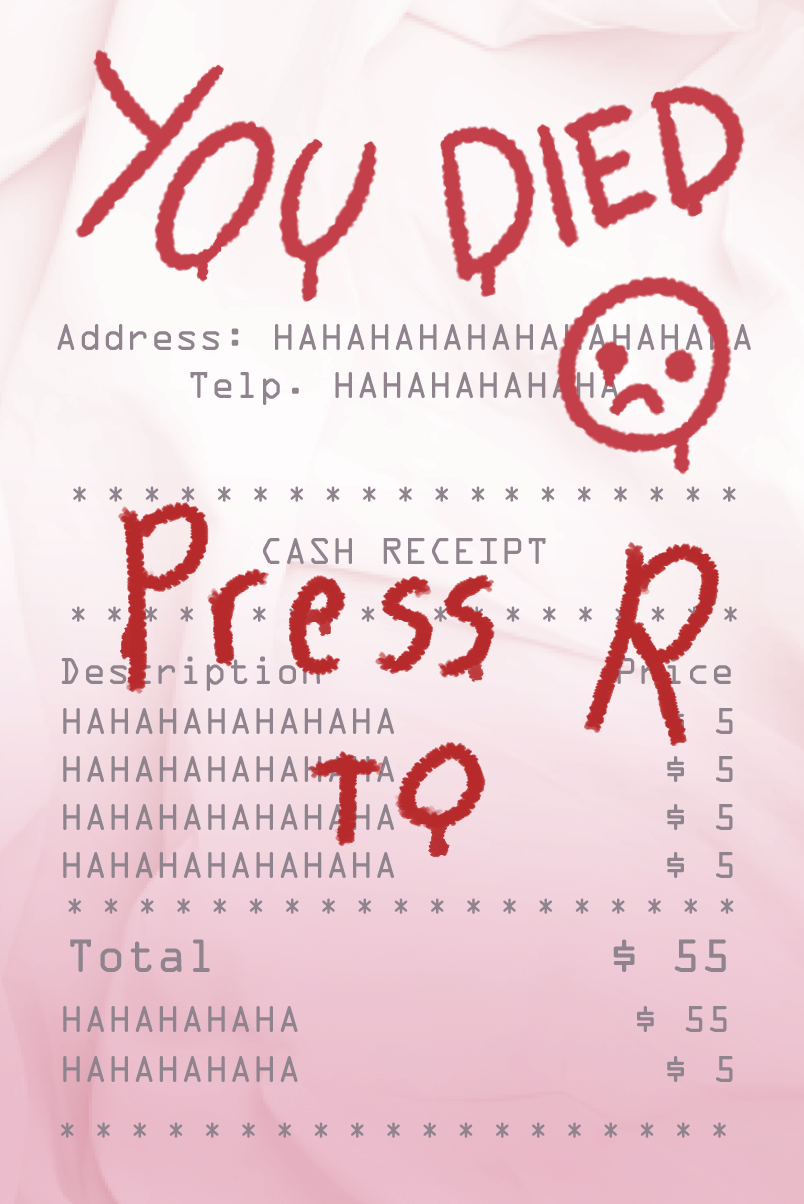 YOU DIED
Address: HAHAHAHAHAHAHAHAHAHA
Telp. HAHAHAHAHAHA
* * * * * * * * * * * * * * * * * * *
CASH RECEIPT
Press R
* * * * * * * * * * * * * * * * * * *
Description Price
HAHAHAHAHAHAHA $ 5
HAHAHAHAHAHAHA $ 5
TO
HAHAHAHAHAHAHA $ 5
HAHAHAHAHAHAHA $ 5
* * * * * * * * * * * * * * * * * * *
Total $ 55
HAHAHAHAHA $ 55
HAHAHAHAHA $ 5
* * * * * * * * * * * * * * * * * * *